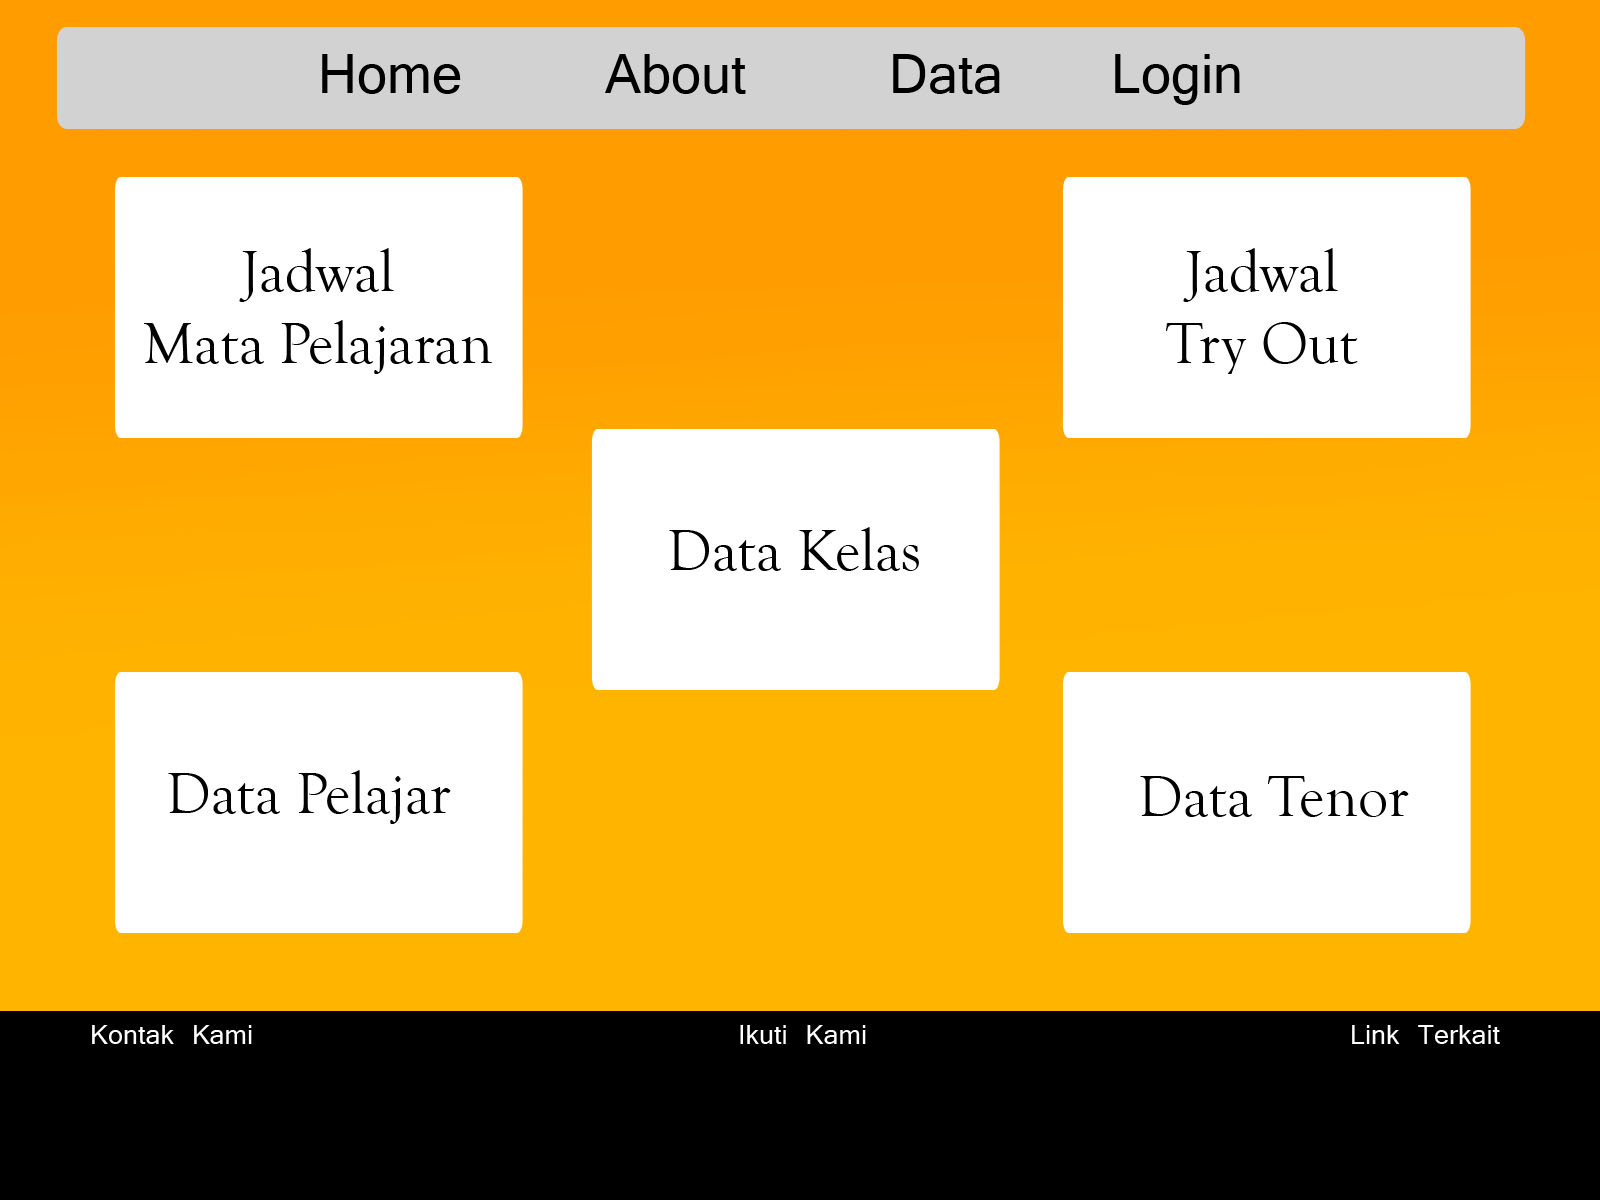 Home About Data Login
Jadwal
Mata Pelajaran
Jadwal
Try Out
Data Kelas
Data Pelajar
Data Tenor
Kontak Kami
Ikuti Kami
Link Terkait